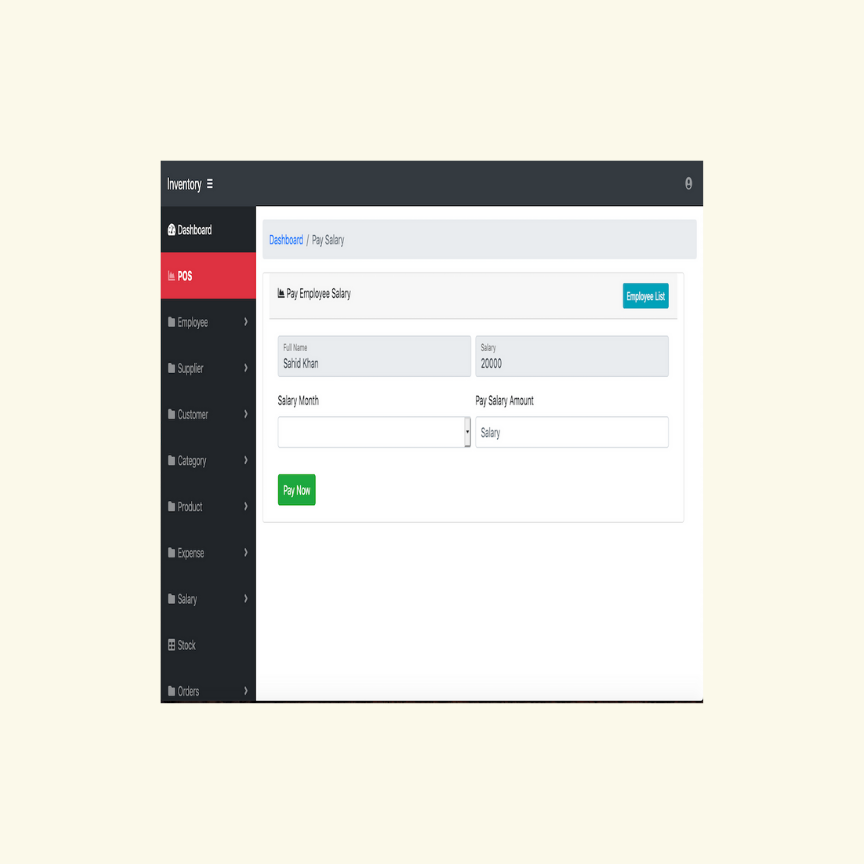 Inventory
Dashboard
POS
Employee
Supplier
Customer
Category
Product
Expense
Salary
Stock
Orders
Dashboard / Pay Salary
Pay Employee Salary
Employee List
Full Name
Sahid Khan
Salary
20000
Salary Month
Pay Salary Amount
Salary
Pay Now